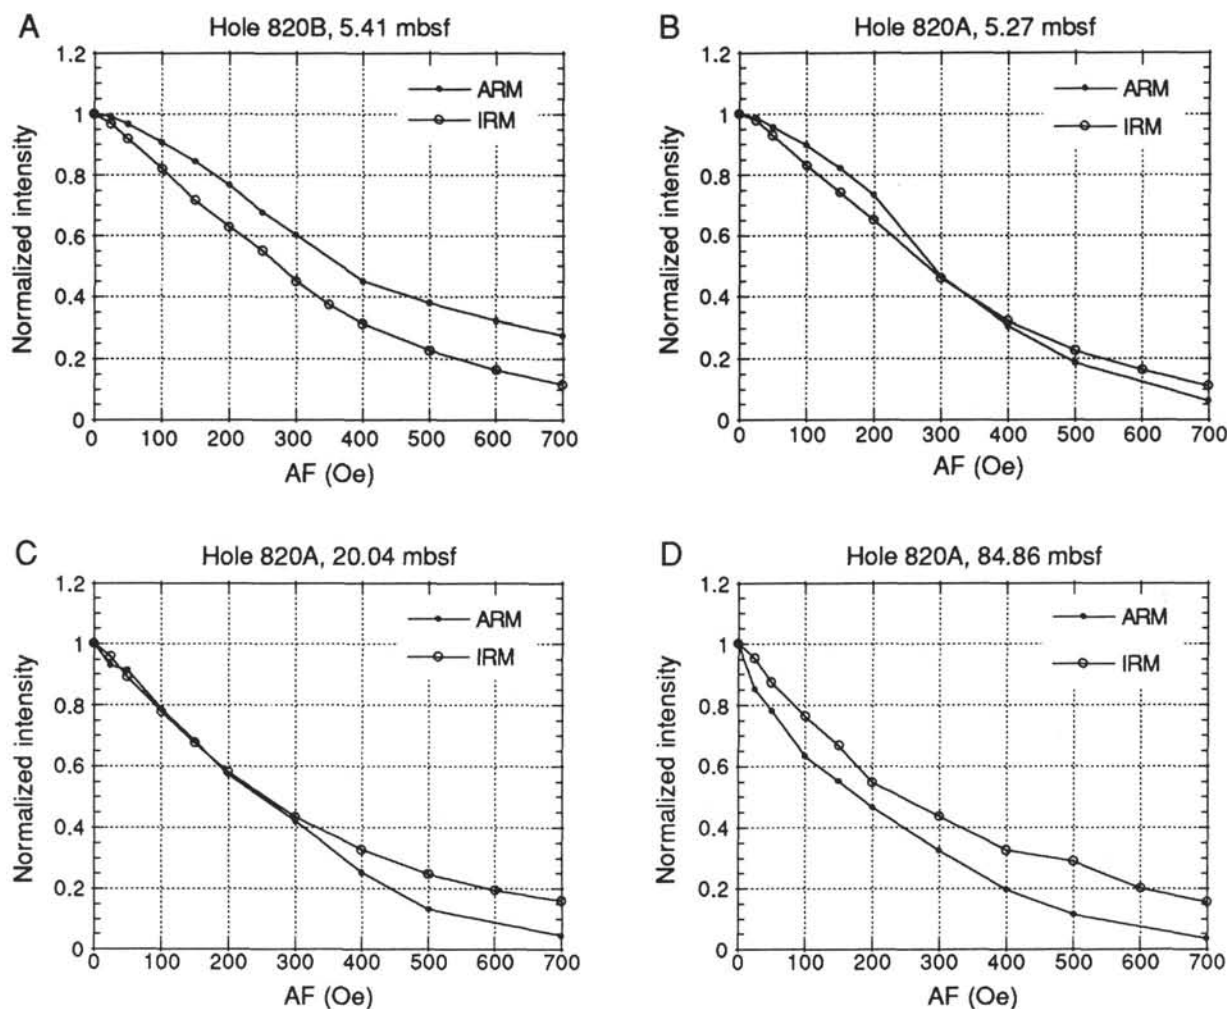 A
Hole 820B, 5.41 mbsf
1.2
1
0.8
0.6
0.4
0.2
0
Normalized intensity
ARM
IRM
0 100 200 300 400 500 600 700
AF (Oe)
B
Hole 820A, 5.27 mbsf
1.2
1
0.8
0.6
0.4
0.2
0
Normalized intensity
ARM
IRM
0 100 200 300 400 500 600 700
AF (Oe)
C
Hole 820A, 20.04 mbsf
1.2
1
0.8
0.6
0.4
0.2
0
Normalized intensity
ARM
IRM
0 100 200 300 400 500 600 700
AF (Oe)
D
Hole 820A, 84.86 mbsf
1.2
1
0.8
0.6
0.4
0.2
0
Normalized intensity
ARM
IRM
0 100 200 300 400 500 600 700
AF (Oe)